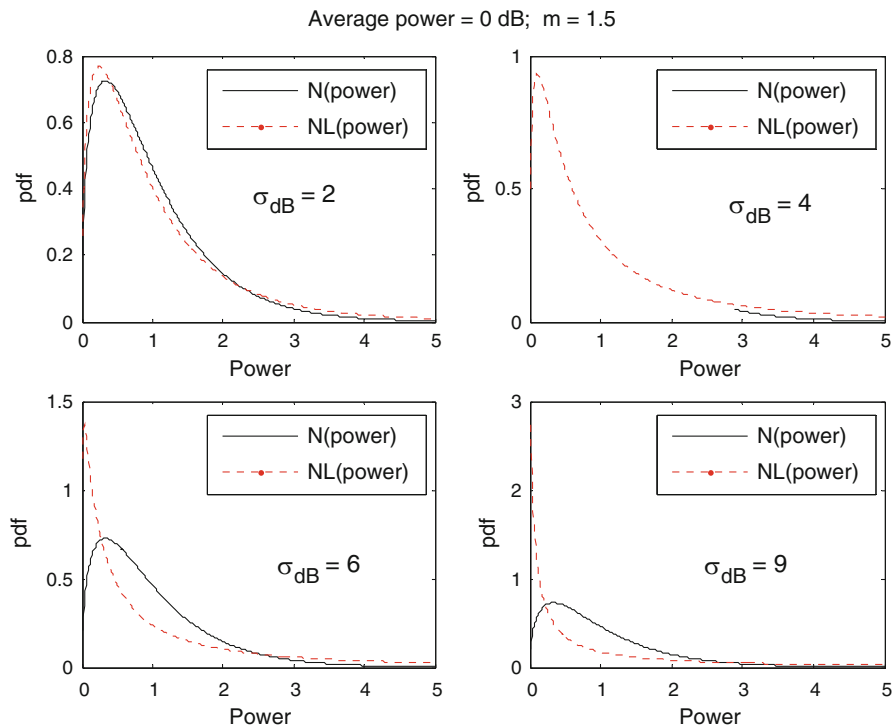 Average power = 0 dB; m = 1.5
0.8
0.6
0.4
0.2
0
pdf
N(power)
NL(power)
σdB = 2
0 1 2 3 4 5
Power
1
0.5
0
pdf
N(power)
NL(power)
σdB = 4
0 1 2 3 4 5
Power
1.5
1
0.5
0
pdf
N(power)
NL(power)
σdB = 6
0 1 2 3 4 5
Power
3
2
1
0
pdf
N(power)
NL(power)
σdB = 9
0 1 2 3 4 5
Power